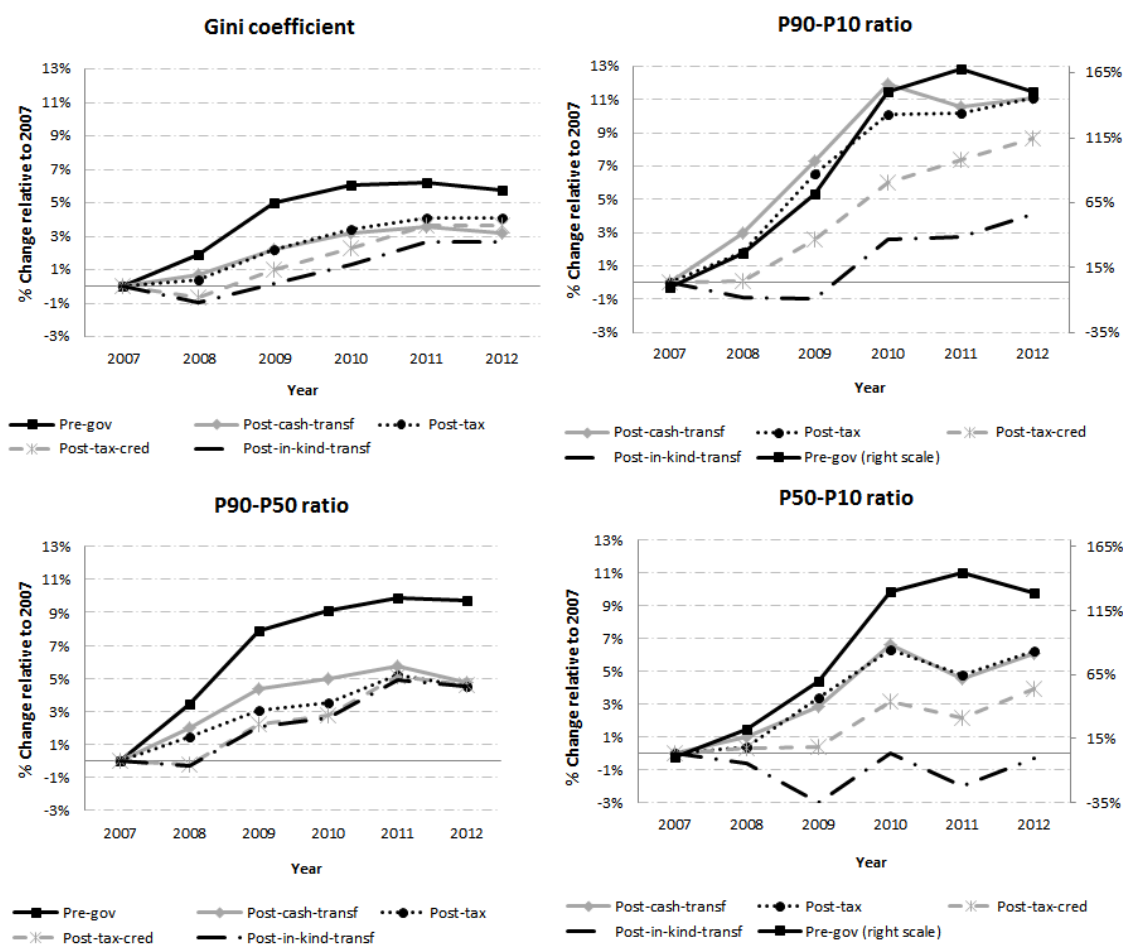 Gini coefficient
% Change relative to 2007
13%
11%
9%
7%
5%
3%
1%
-1%
-3%
2007 2008 2009 2010 2011 2012
Year
Pre-gov Post-cash-transf Post-tax
Post-tax-cred Post-in-kind-transf
P90-P10 ratio
% Change relative to 2007
13%
11%
9%
7%
5%
3%
1%
-1%
-3%
165%
115%
65%
15%
-35%
2007 2008 2009 2010 2011 2012
Year
Post-cash-transf Post-tax Post-tax-cred
Post-in-kind-transf Pre-gov (right scale)
P90-P50 ratio
% Change relative to 2007
13%
11%
9%
7%
5%
3%
1%
-1%
-3%
2007 2008 2009 2010 2011 2012
Year
Pre-gov Post-cash-transf Post-tax
Post-tax-cred Post-in-kind-transf
P50-P10 ratio
% Change relative to 2007
13%
11%
9%
7%
5%
3%
1%
-1%
-3%
165%
115%
65%
15%
-35%
2007 2008 2009 2010 2011 2012
Year
Post-cash-transf Post-tax Post-tax-cred
Post-in-kind-transf Pre-gov (right scale)